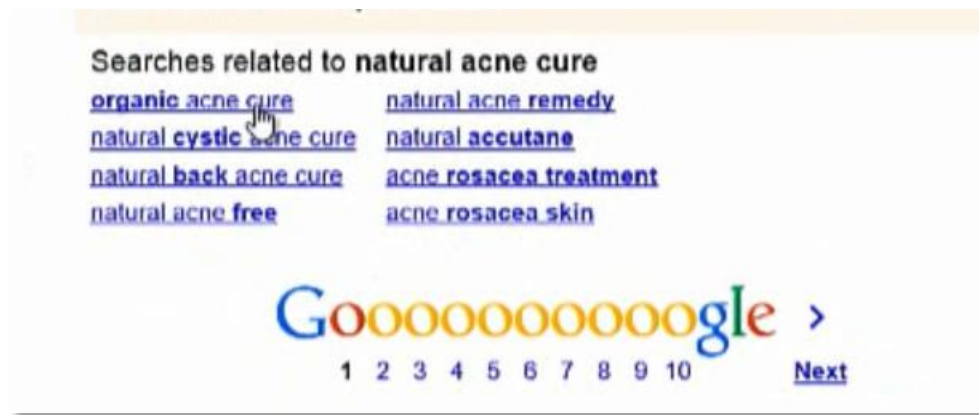 Searches related to natural acne cure
organic acne cure natural acne remedy
natural cystic acne cure natural accutane
natural back acne cure acne rosacea treatment
natural acne free acne rosacea skin
Goooooooooogle >
1 2 3 4 5 6 7 8 9 10 Next